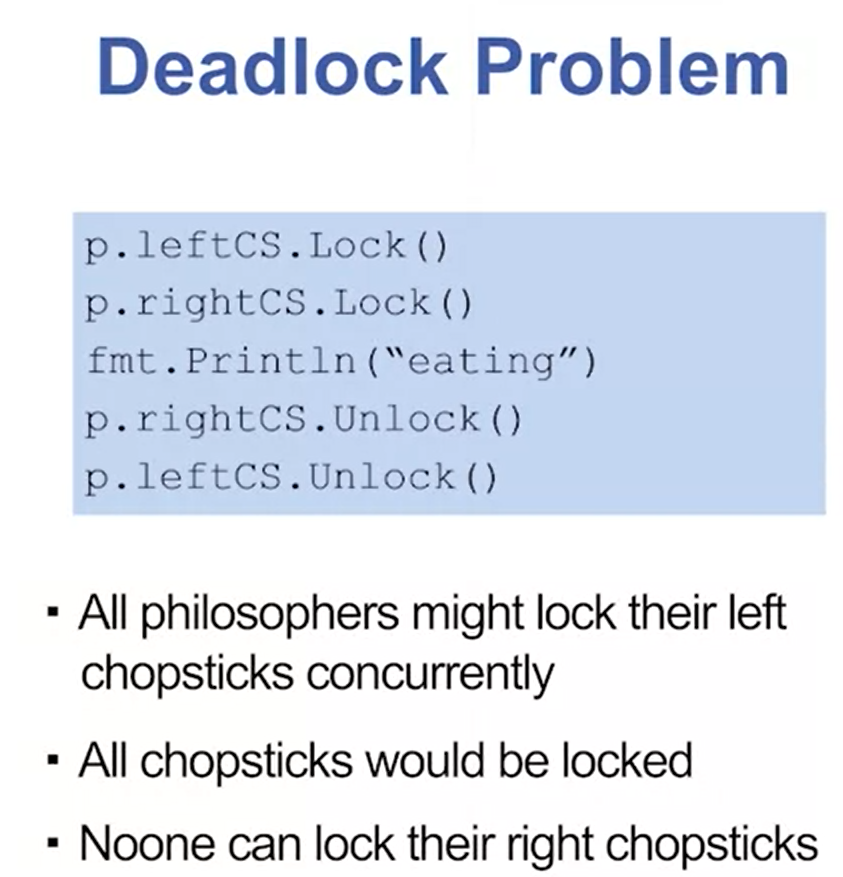 Deadlock Problem
p.leftCS.Lock()
p.rightCS.Lock()
fmt.Println(“eating”)
p.rightCS.Unlock()
p.leftCS.Unlock()
▪ All philosophers might lock their left
chopsticks concurrently
▪ All chopsticks would be locked
▪ Noone can lock their right chopsticks